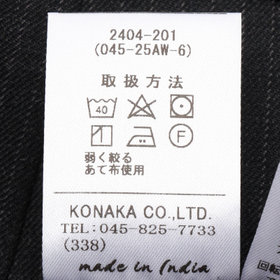 2404-201
(045-25AW-6)
取扱方法
40
F
弱く絞る
あて布使用
KONAKA CO.,LTD.
TEL:045-825-7733
(338)
made in India